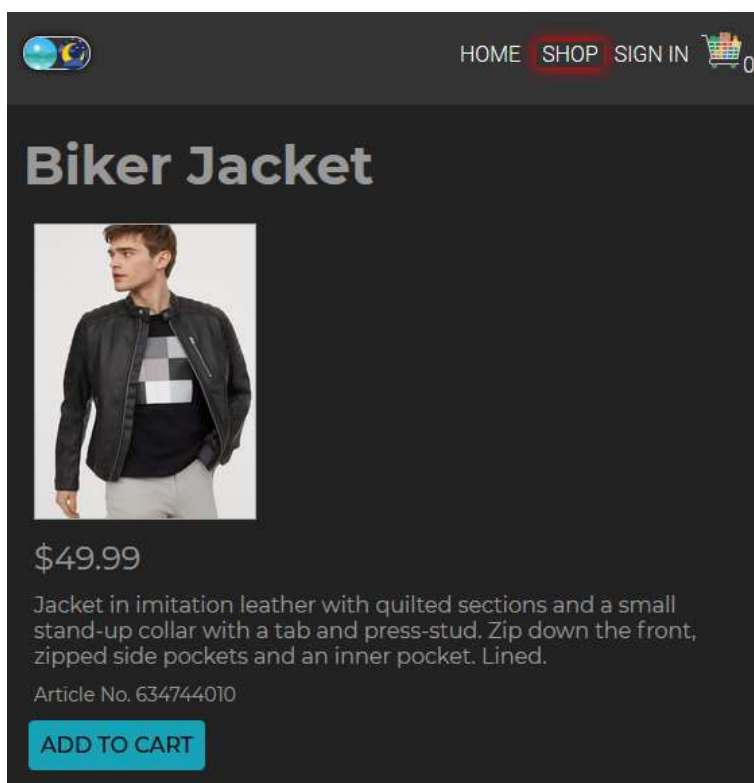 HOME SHOP SIGN IN 0
Biker Jacket
$49.99
Jacket in imitation leather with quilted sections and a small
stand-up collar with a tab and press-stud. Zip down the front,
zipped side pockets and an inner pocket. Lined.
Article No. 634744010
ADD TO CART